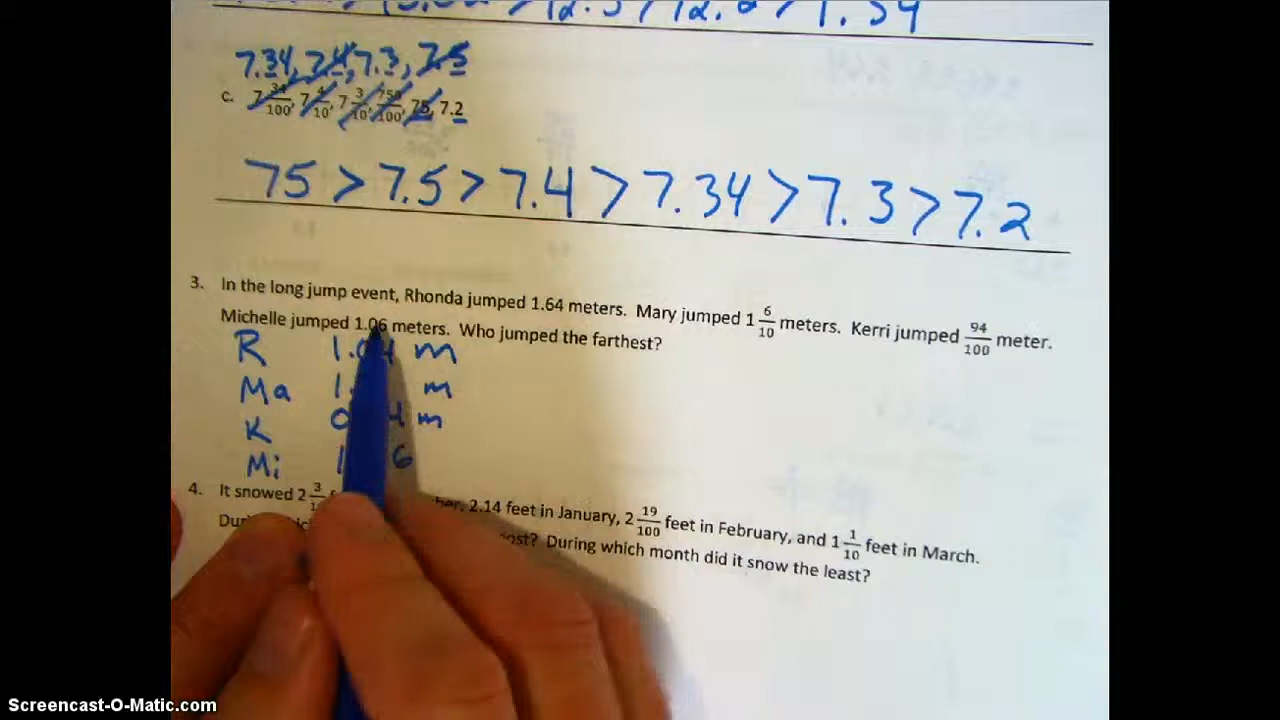 > 12.5 > 12.
7.34, 7.4, 7.3, 7.5
c. 7 34/100, 7 4/10, 7 3/10, 750/100, 75, 7.2
75 > 7.5 > 7.4 > 7.34 > 7.3 > 7.2
3. In the long jump event, Rhonda jumped 1.64 meters. Mary jumped 1 6/10 meters. Kerri jumped 94/100 meter.
Michelle jumped 1.06 meters. Who jumped the farthest?
R m
Ma m
K m
Mi 6
4. It snowed 2 2.14 feet in January, 2 19/100 feet in February, and 1 1/10 feet in March.
During which month did it snow the least?
Screencast-O-Matic.com